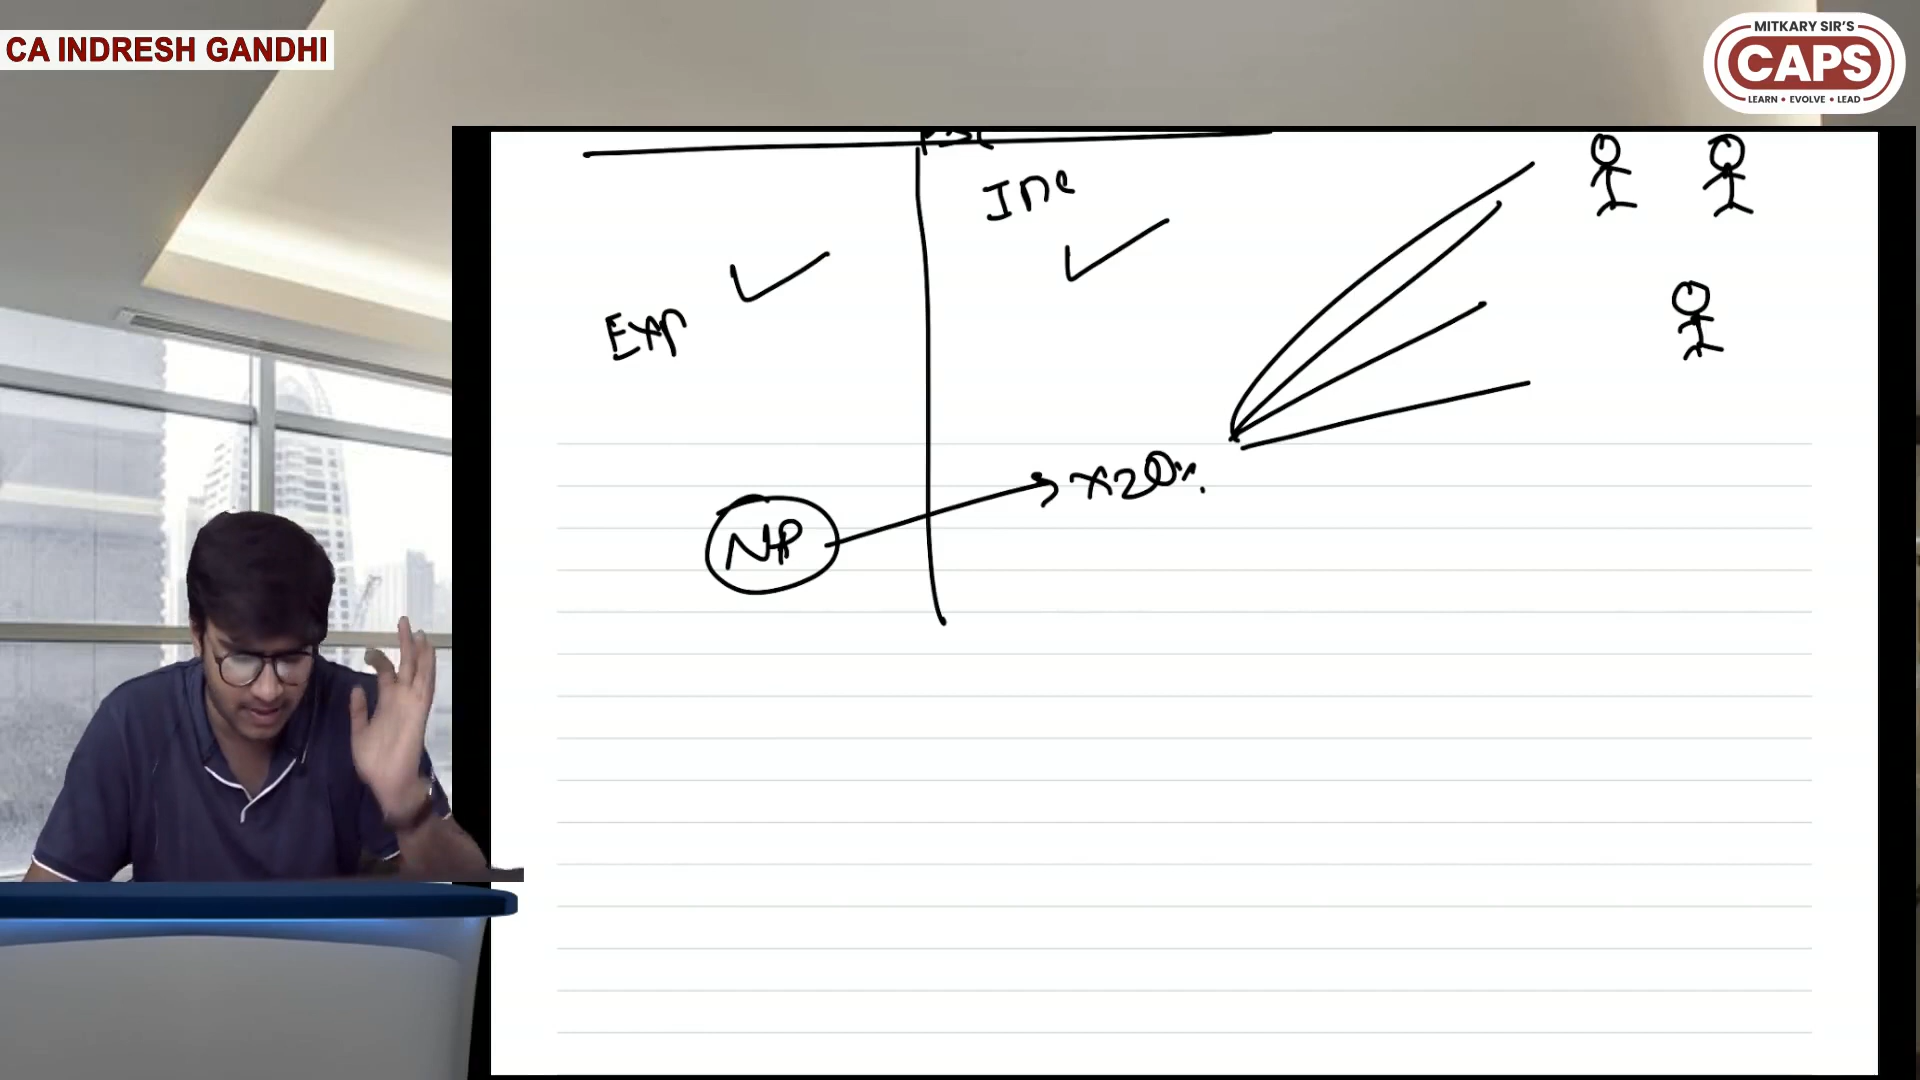 CA INDRESH GANDHI
MITKARY SIR'S
CAPS
LEARN • EVOLVE • LEAD
Inc
Exp
NP
x20%